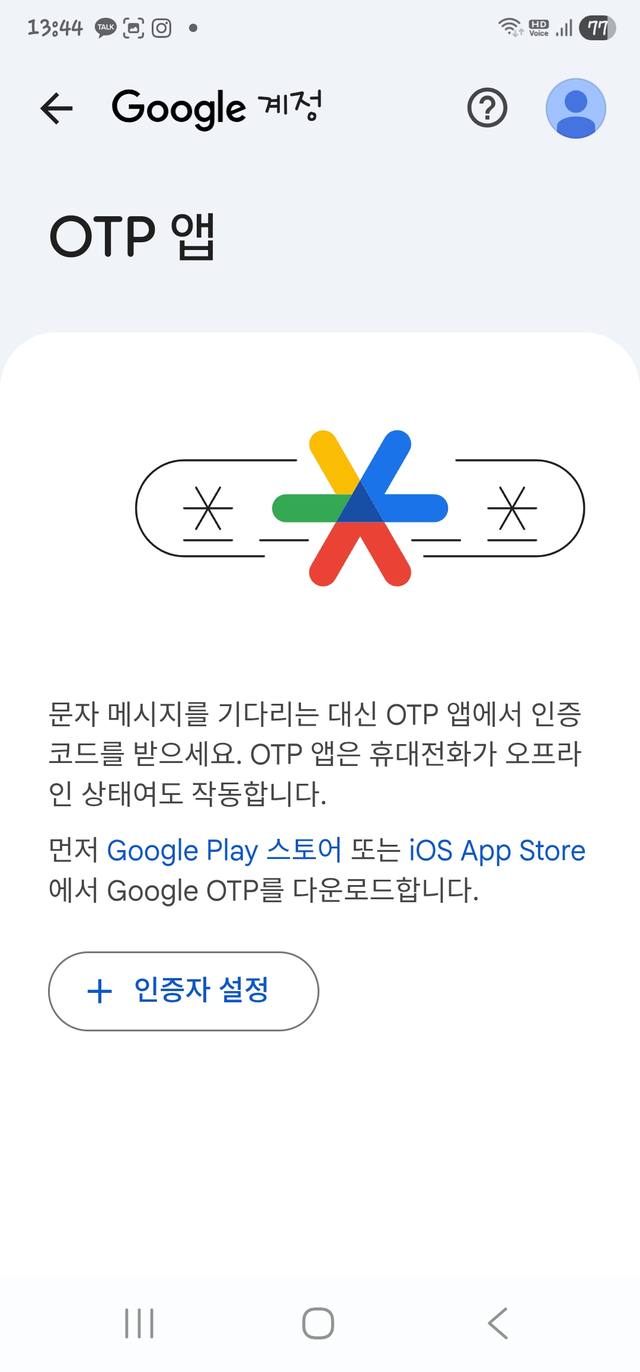 13:44 TALK HD Voice 77
Google 계정
OTP 앱
문자 메시지를 기다리는 대신 OTP 앱에서 인증
코드를 받으세요. OTP 앱은 휴대전화가 오프라
인 상태여도 작동합니다.
먼저 Google Play 스토어 또는 iOS App Store
에서 Google OTP를 다운로드합니다.
+ 인증자 설정